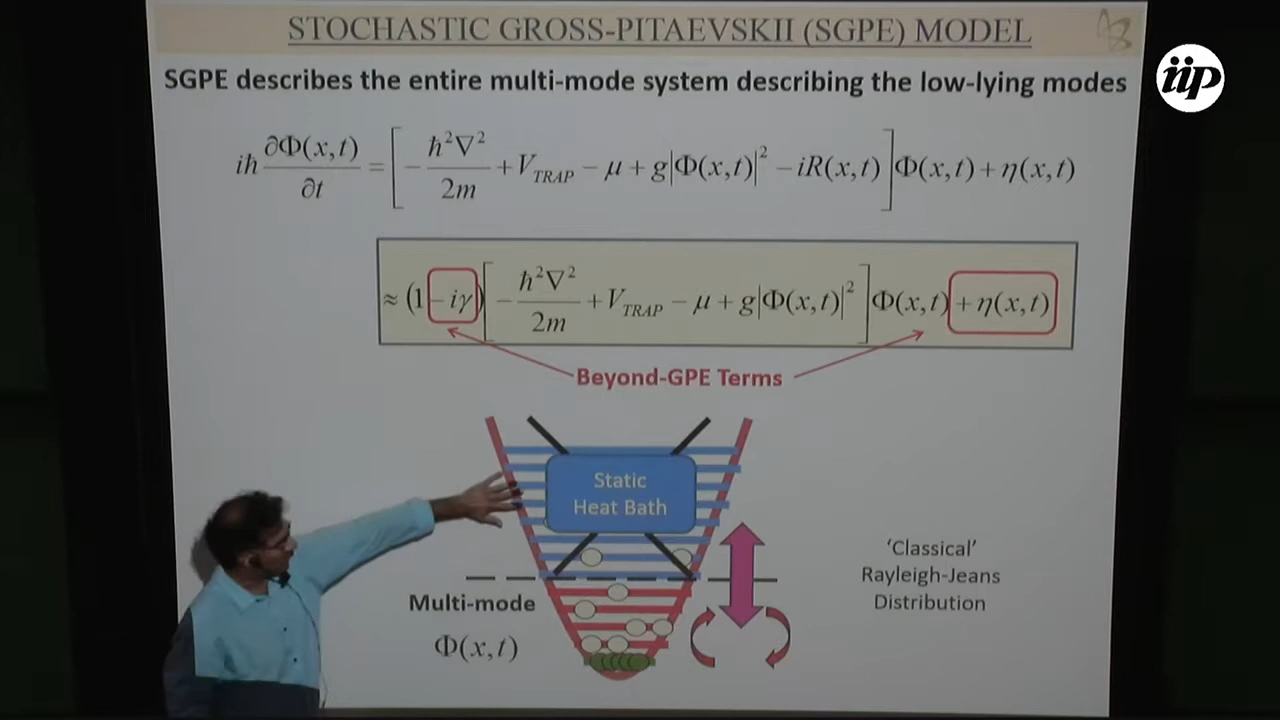 STOCHASTIC GROSS-PITAEVSKII (SGPE) MODEL
iip
SGPE describes the entire multi-mode system describing the low-lying modes
iħ ∂Φ(x,t)/∂t = [ − ħ²∇²/2m + V_TRAP − μ + g|Φ(x,t)|² − iR(x,t) ] Φ(x,t) + η(x,t)
≈ (1 − iγ) [ − ħ²∇²/2m + V_TRAP − μ + g|Φ(x,t)|² ] Φ(x,t) + η(x,t)
Beyond-GPE Terms
Static
Heat Bath
'Classical'
Rayleigh-Jeans
Distribution
Multi-mode
Φ(x,t)